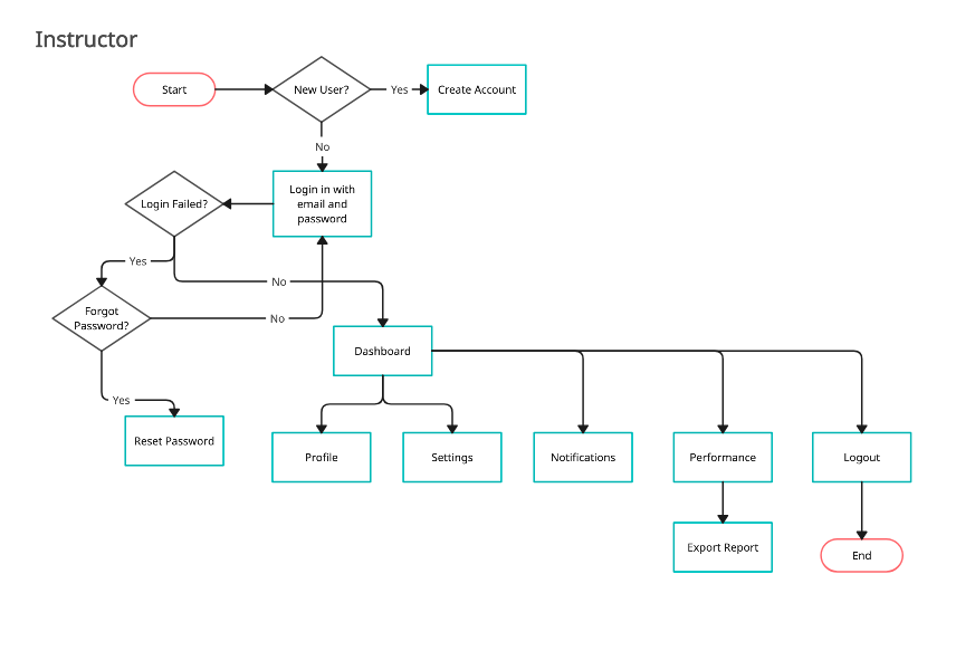 Instructor
Start
New User?
Yes
Create Account
No
Login Failed?
Login in with
email and
password
Yes
No
Forgot
Password?
No
Dashboard
Yes
Reset Password
Profile
Settings
Notifications
Performance
Logout
Export Report
End